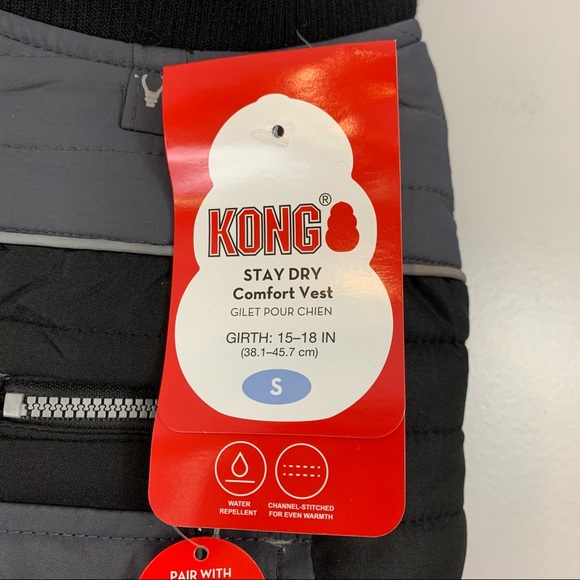 KONG®
STAY DRY
Comfort Vest
GILET POUR CHIEN
GIRTH: 15–18 IN
(38.1–45.7 cm)
S
WATER
REPELLENT
CHANNEL-STITCHED
FOR EVEN WARMTH
PAIR WITH